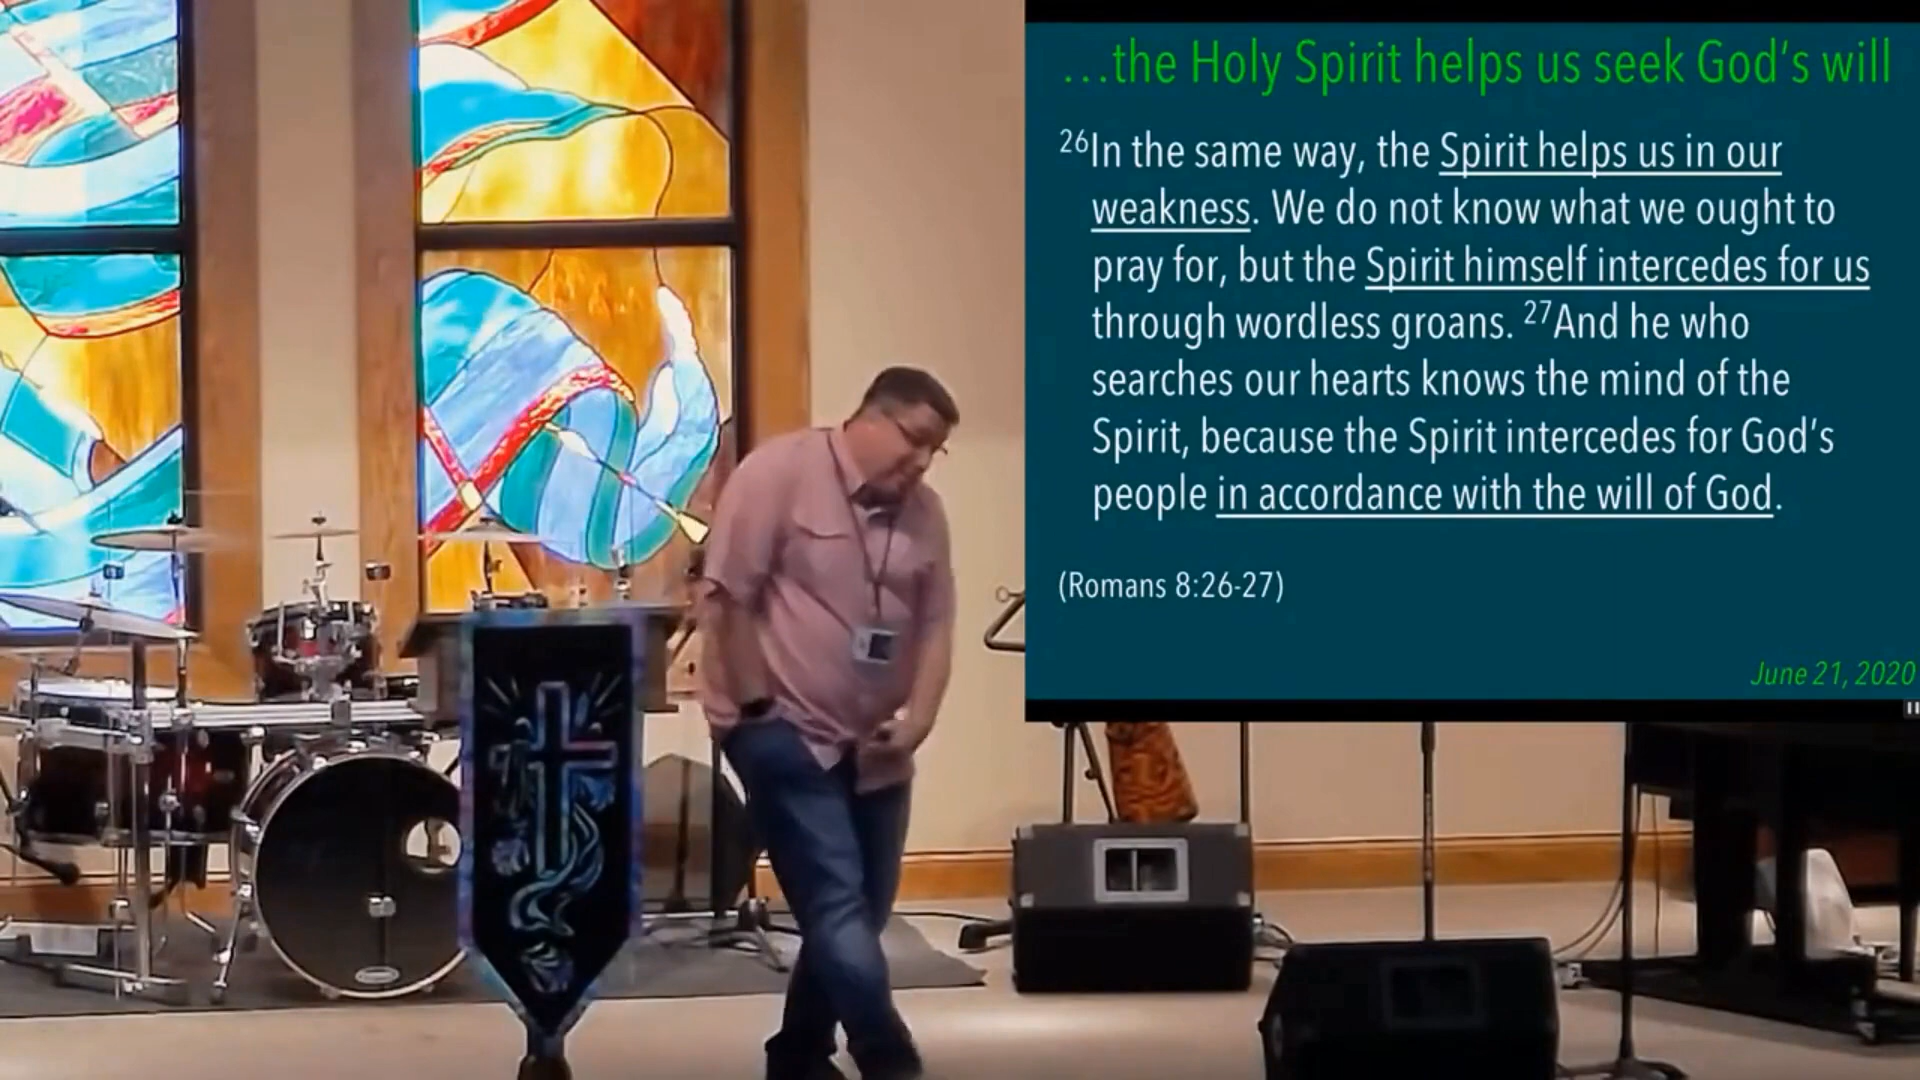 …the Holy Spirit helps us seek God's will
26In the same way, the Spirit helps us in our
weakness. We do not know what we ought to
pray for, but the Spirit himself intercedes for us
through wordless groans. 27And he who
searches our hearts knows the mind of the
Spirit, because the Spirit intercedes for God's
people in accordance with the will of God.
(Romans 8:26-27)
June 21, 2020